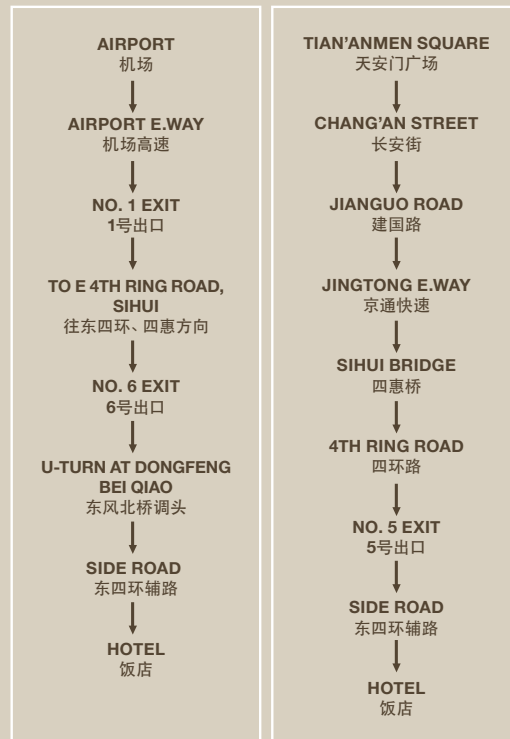 AIRPORT
机场
AIRPORT E.WAY
机场高速
NO. 1 EXIT
1号出口
TO E 4TH RING ROAD,
SIHUI
往东四环、四惠方向
NO. 6 EXIT
6号出口
U-TURN AT DONGFENG
BEI QIAO
东风北桥调头
SIDE ROAD
东四环辅路
HOTEL
饭店
TIAN'ANMEN SQUARE
天安门广场
CHANG'AN STREET
长安街
JIANGUO ROAD
建国路
JINGTONG E.WAY
京通快速
SIHUI BRIDGE
四惠桥
4TH RING ROAD
四环路
NO. 5 EXIT
5号出口
SIDE ROAD
东四环辅路
HOTEL
饭店